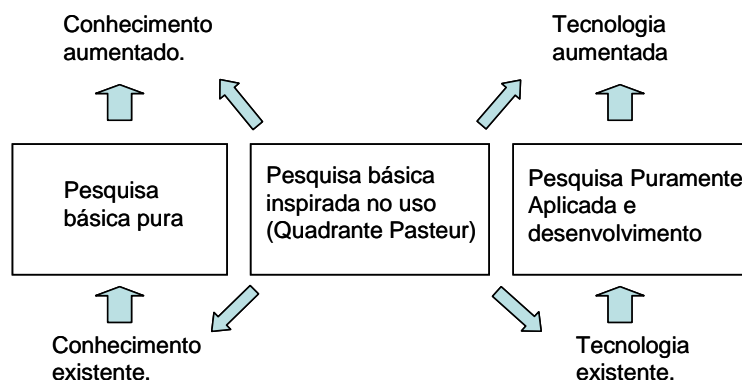 Conhecimento
aumentado.
Tecnologia
aumentada
Pesquisa
básica pura
Pesquisa básica
inspirada no uso
(Quadrante Pasteur)
Pesquisa Puramente
Aplicada e
desenvolvimento
Conhecimento
existente.
Tecnologia
existente.